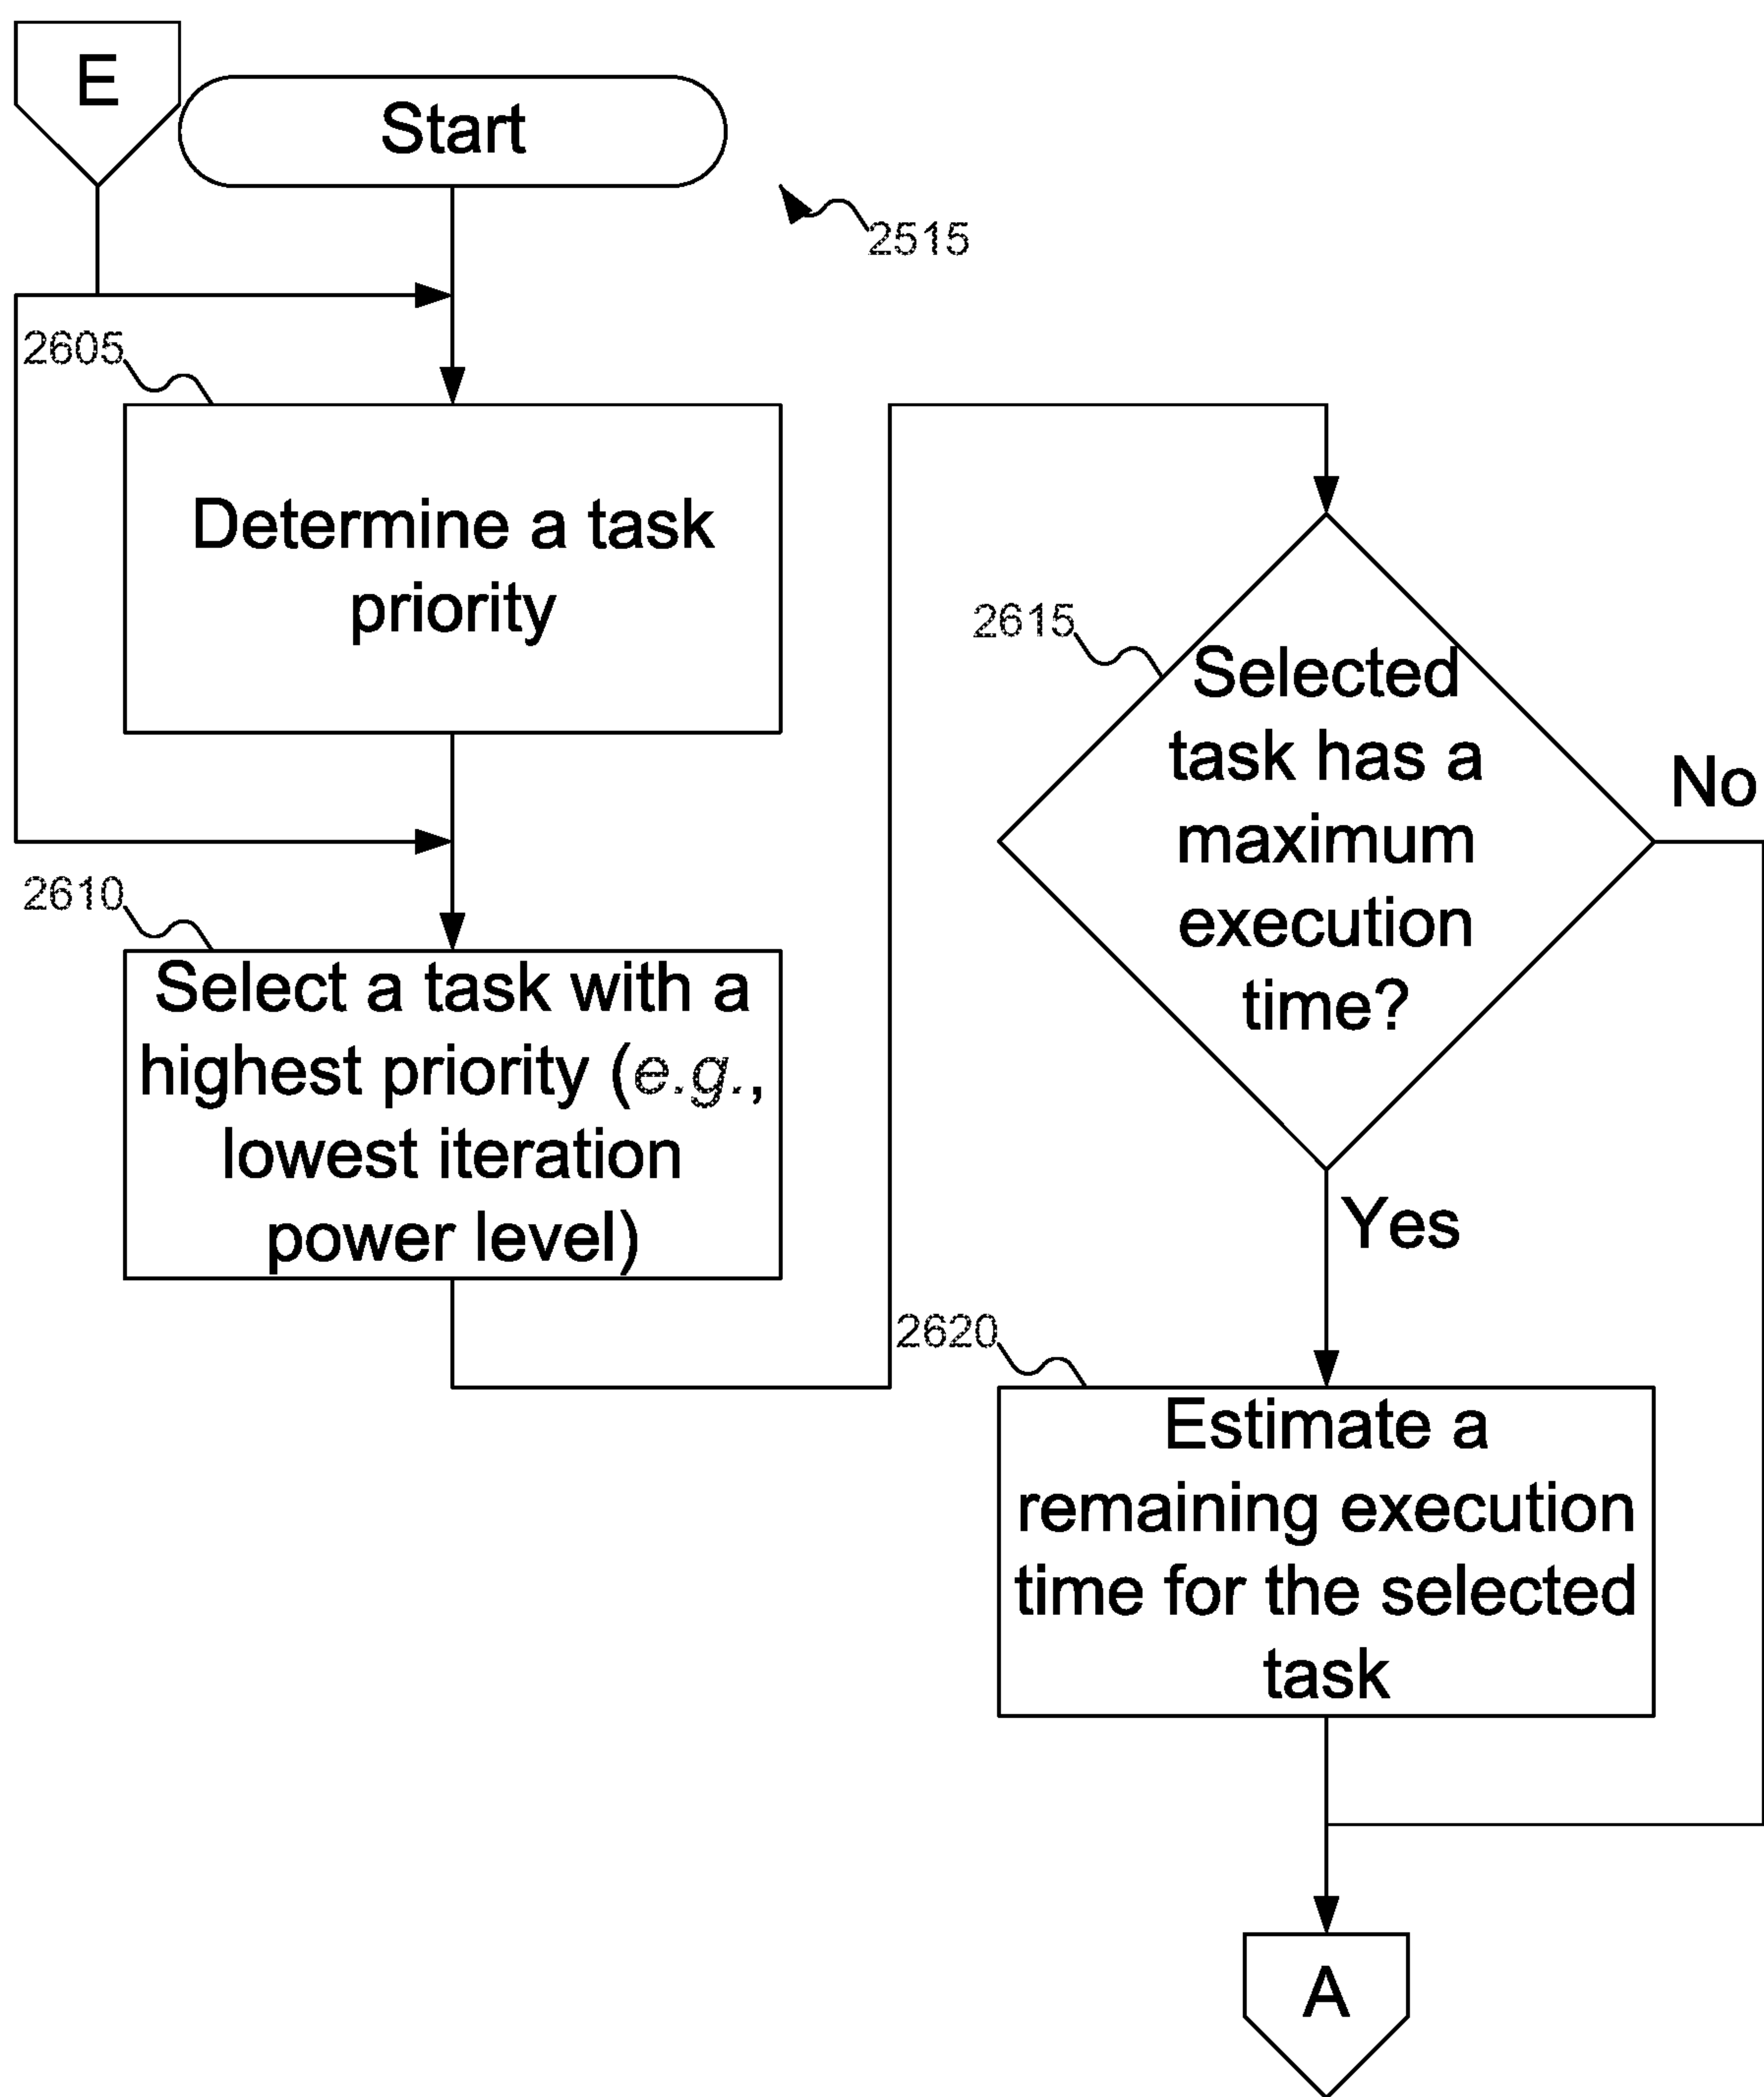 E
Start
2515
2605
Determine a task
priority
2610
Select a task with a
highest priority (e.g.,
lowest iteration
power level)
2615
Selected
task has a
maximum
execution
time?
No
Yes
2620
Estimate a
remaining execution
time for the selected
task
A